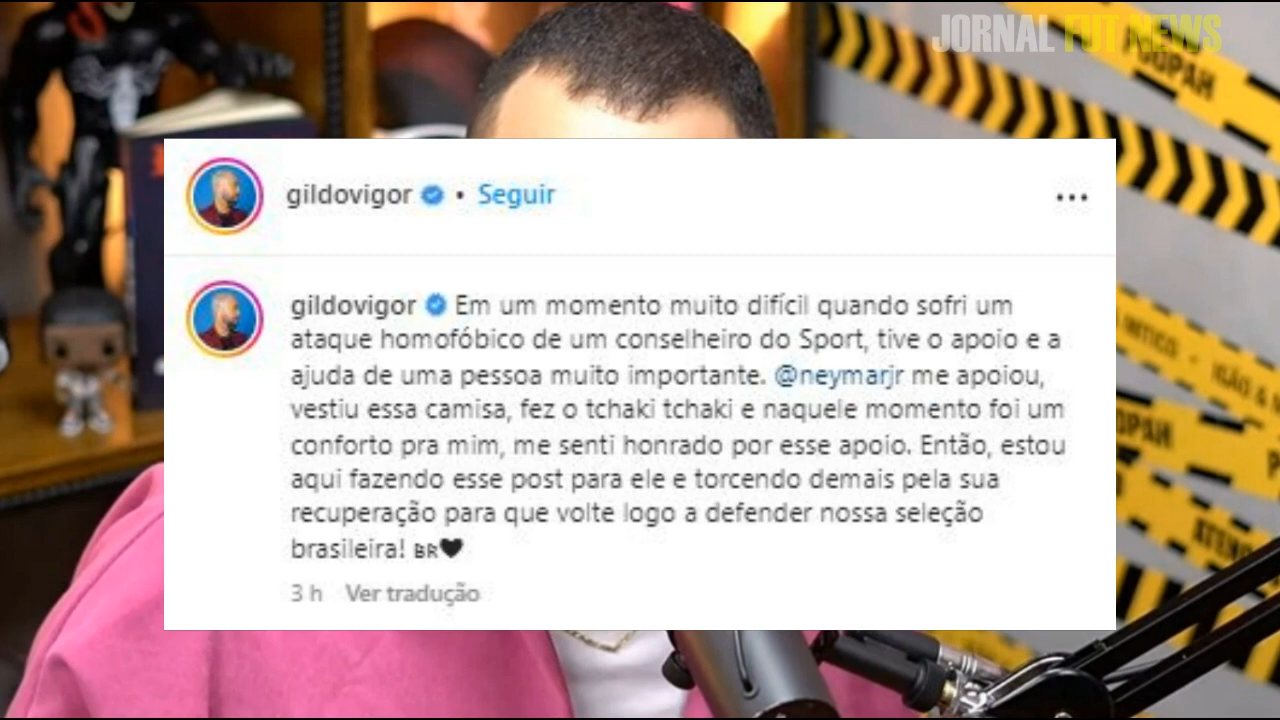 JORNAL FUT NEWS
PODPAH
gildovigor • Seguir
gildovigor Em um momento muito difícil quando sofri um
ataque homofóbico de um conselheiro do Sport, tive o apoio e a
ajuda de uma pessoa muito importante. @neymarjr me apoiou,
vestiu essa camisa, fez o tchaki tchaki e naquele momento foi um
conforto pra mim, me senti honrado por esse apoio. Então, estou
aqui fazendo esse post para ele e torcendo demais pela sua
recuperação para que volte logo a defender nossa seleção
brasileira! BR🖤
3 h Ver tradução